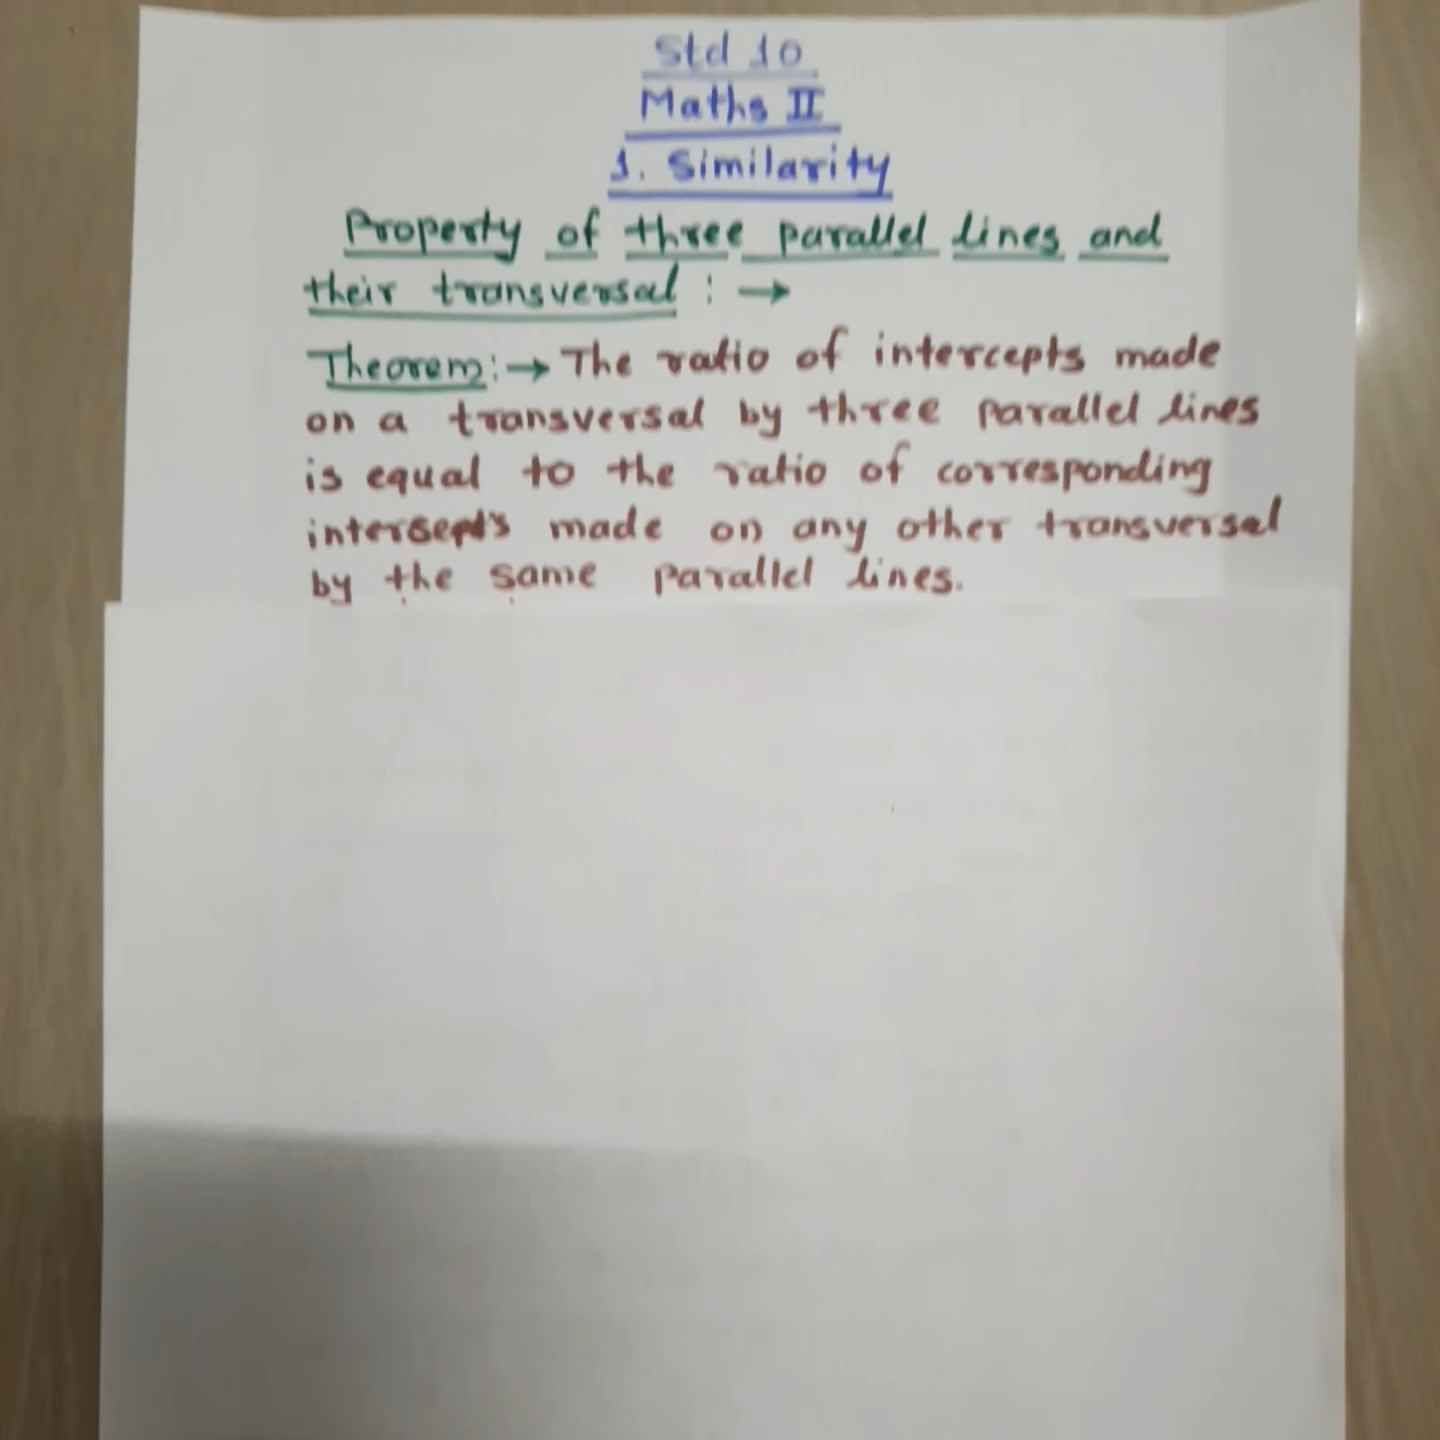 Std 10
Maths II
1. Similarity
Property of three parallel lines and
their transversal : →
Theorem :→ The ratio of intercepts made
on a transversal by three parallel lines
is equal to the ratio of corresponding
intersepts made on any other transversal
by the same parallel lines.